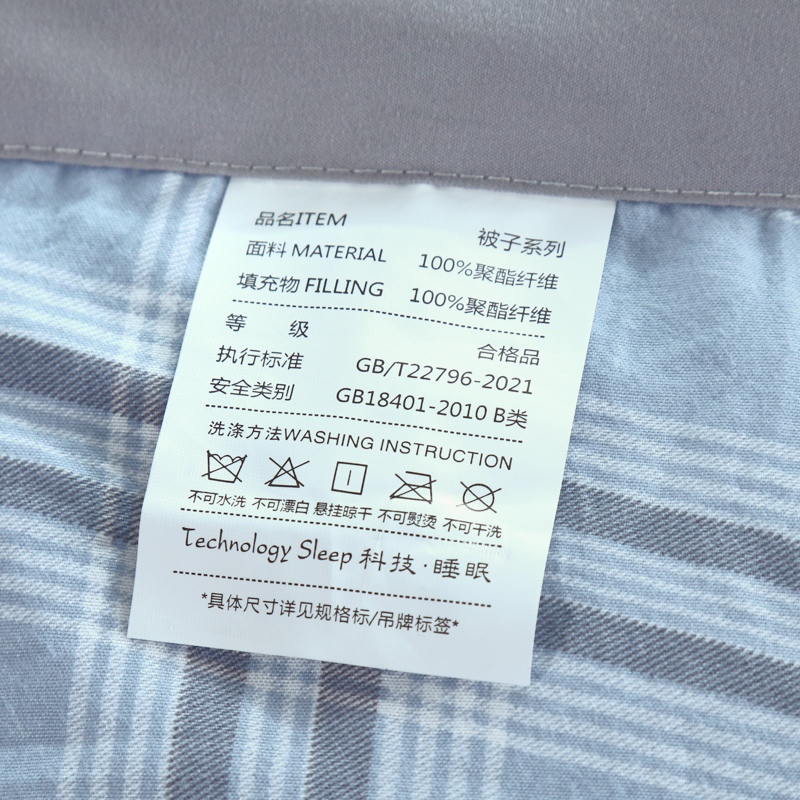 品名ITEM 被子系列
面料 MATERIAL 100%聚酯纤维
填充物 FILLING 100%聚酯纤维
等 级 合格品
执行标准 GB/T22796-2021
安全类别 GB18401-2010 B类
洗涤方法WASHING INSTRUCTION
不可水洗 不可漂白 悬挂晾干 不可熨烫 不可干洗
Technology Sleep 科技·睡眠
*具体尺寸详见规格标/吊牌标签*